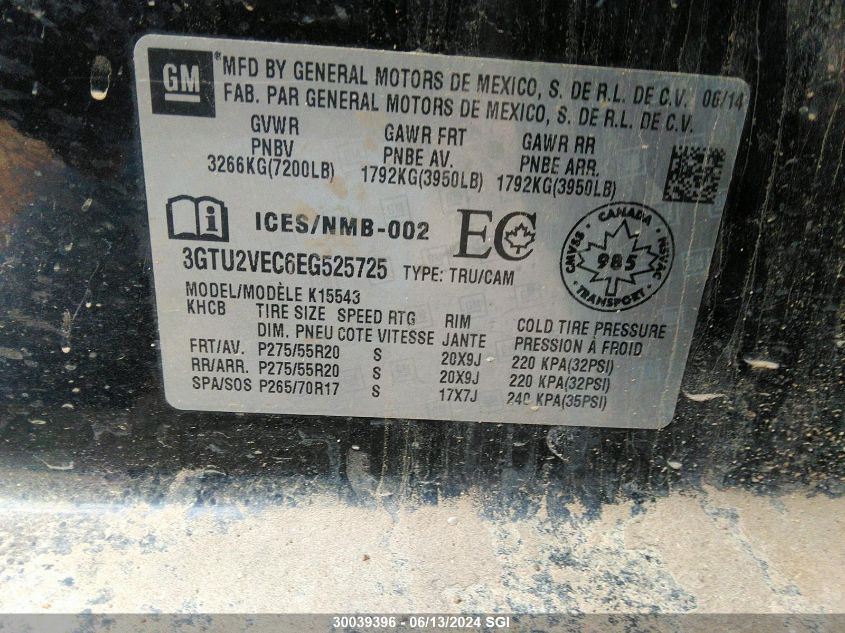 GM
® MFD BY GENERAL MOTORS DE MEXICO, S. DE R.L. DE C.V. 06/14
FAB. PAR GENERAL MOTORS DE MEXICO, S. DE R.L. DE C.V.
GVWR GAWR FRT GAWR RR
PNBV PNBE AV. PNBE ARR.
3266KG(7200LB) 1792KG(3950LB) 1792KG(3950LB)
i ICES/NMB-002 EC
CANADA
CMVSS 985 NSVAC
TRANSPORT
3GTU2VEC6EG525725 TYPE: TRU/CAM
MODEL/MODÈLE K15543
KHCB TIRE SIZE SPEED RTG RIM COLD TIRE PRESSURE
DIM. PNEU COTE VITESSE JANTE PRESSION À FROID
FRT/AV. P275/55R20 S 20X9J 220 KPA(32PSI)
RR/ARR. P275/55R20 S 20X9J 220 KPA(32PSI)
SPA/SOS P265/70R17 S 17X7J 240 KPA(35PSI)
30039396 - 06/13/2024 SGI